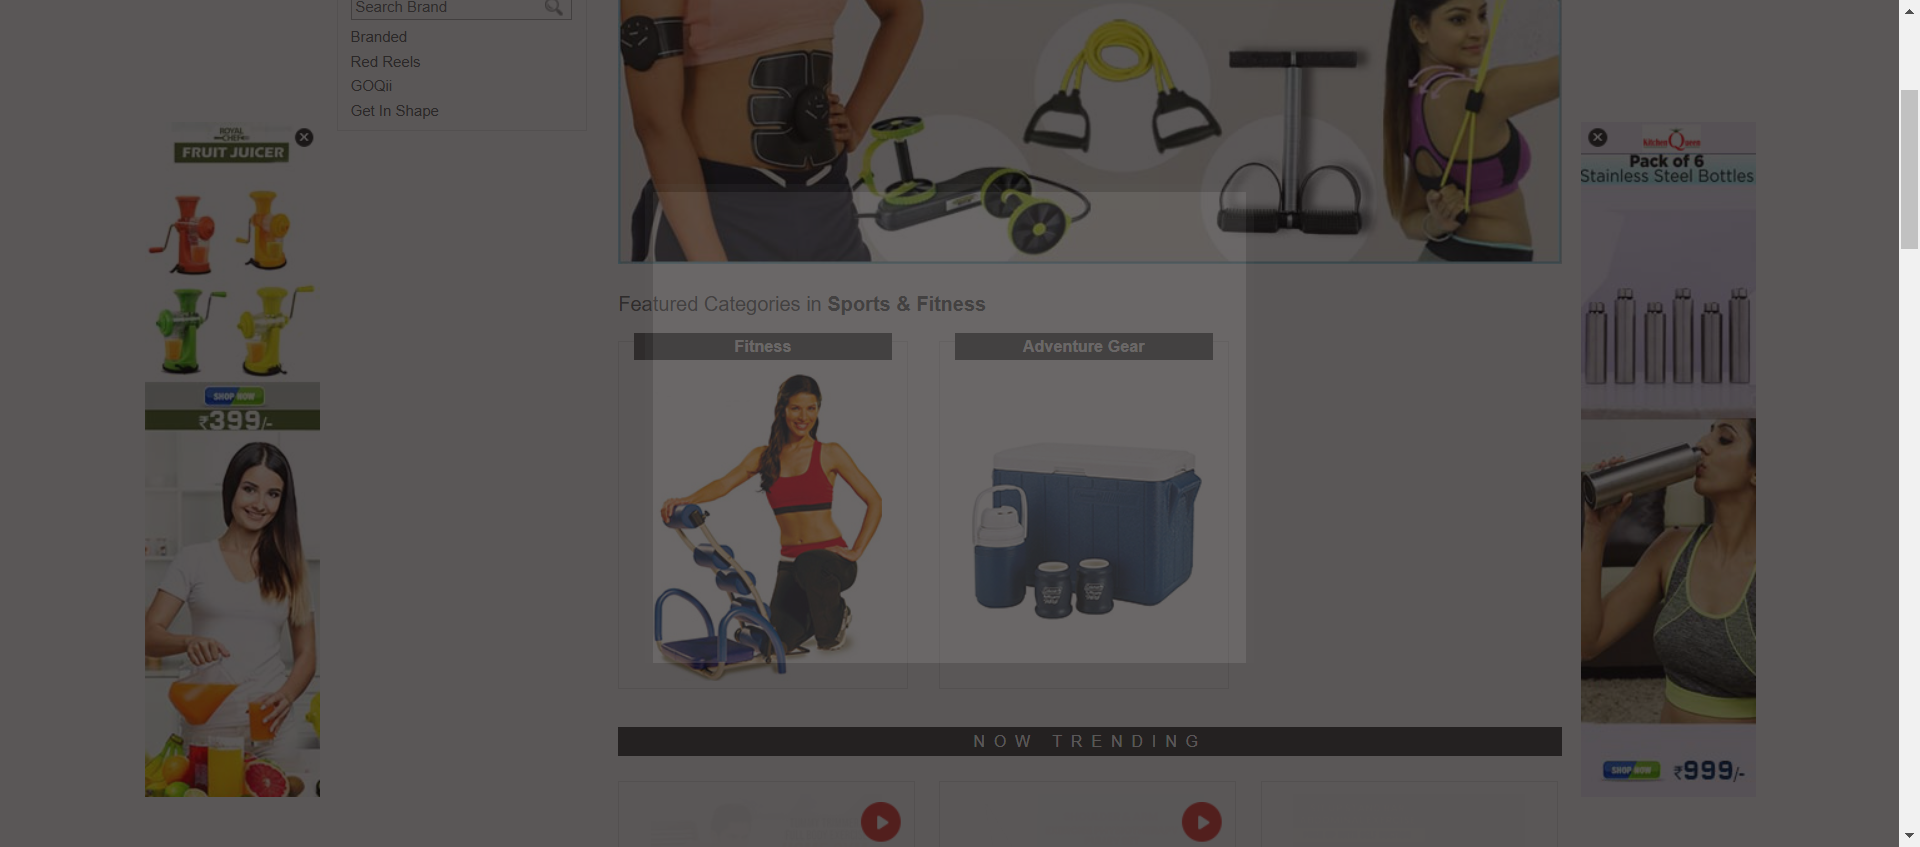 Search Brand
Branded
Red Reels
GOQii
Get In Shape
ROYAL
CHEF
FRUIT JUICER
SHOP NOW
₹399/-
Featured Categories in Sports & Fitness
Fitness
Adventure Gear
NOW TRENDING
Kitchen Queen
Pack of 6
Stainless Steel Bottles
SHOP NOW
₹999/-